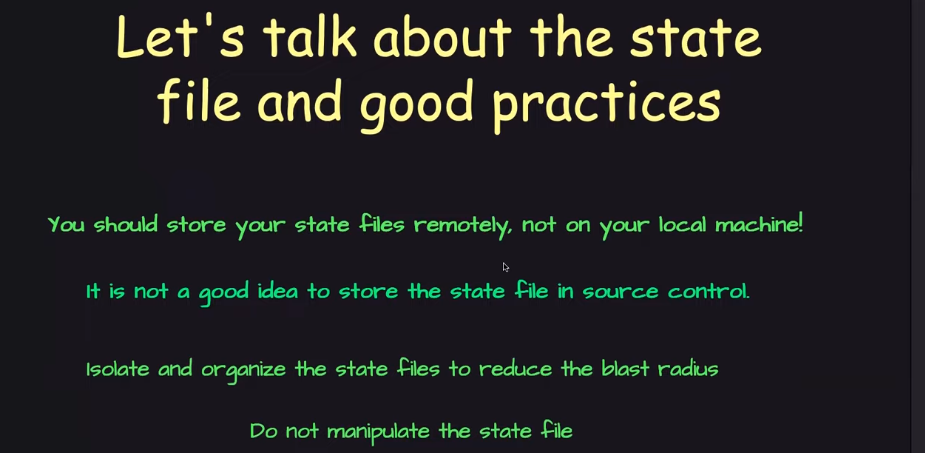 Let's talk about the state
file and good practices
You should store your state files remotely, not on your local machine!
It is not a good idea to store the state file in source control.
Isolate and organize the state files to reduce the blast radius
Do not manipulate the state file